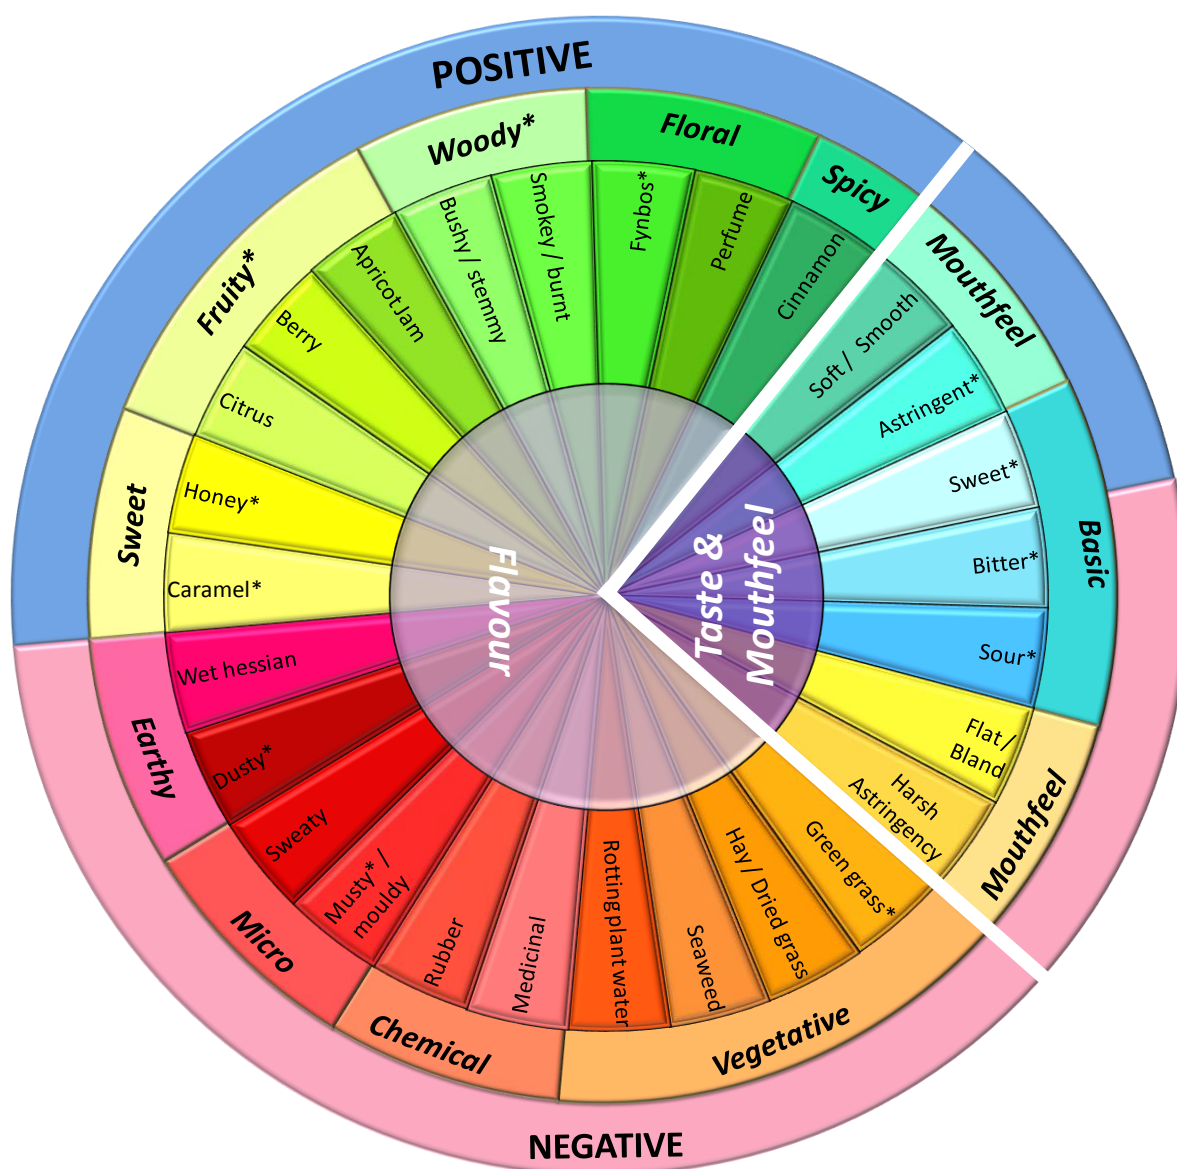 POSITIVE
Woody*
Floral
Spicy
Fruity*
Sweet
Mouthfeel
Basic
Mouthfeel
Earthy
Micro
Chemical
Vegetative
NEGATIVE
Caramel*
Honey*
Citrus
Berry
Apricot Jam
Bushy / stemmy
Smokey / burnt
Fynbos*
Perfume
Cinnamon
Soft / Smooth
Astringent*
Sweet*
Bitter*
Sour*
Flat /
Bland
Harsh
Astringency
Green grass*
Hay / Dried grass
Seaweed
Rotting plant water
Medicinal
Rubber
Musty* /
mouldy
Sweaty
Dusty*
Wet hessian
Flavour
Taste &
Mouthfeel